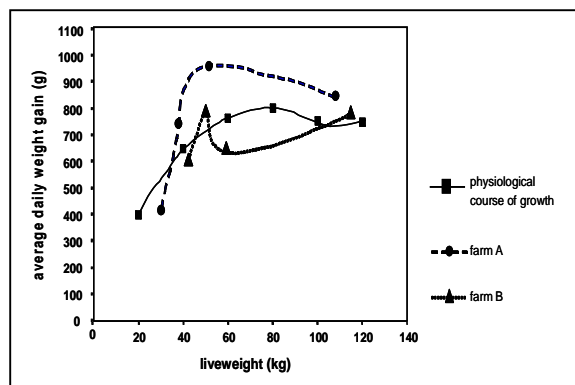 1100
1000
900
800
700
600
500
400
300
200
100
0
average daily weight gain (g)
0 20 40 60 80 100 120 140
liveweight (kg)
physiological
course of growth
farm A
farm B